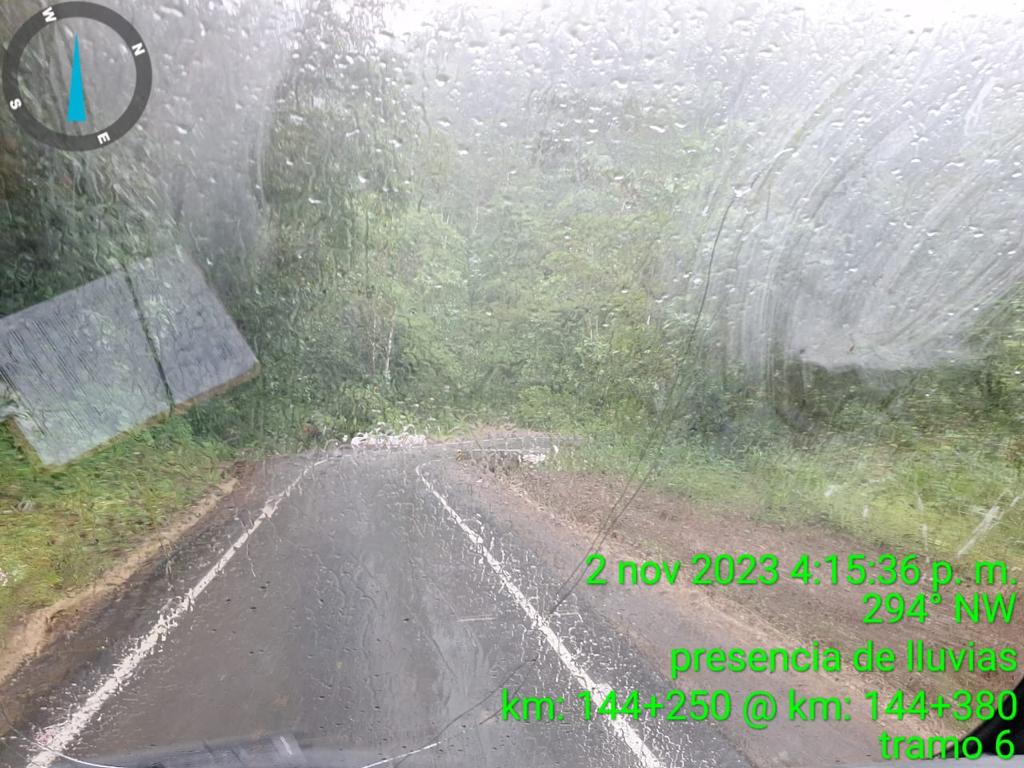 W
N
S
E
2 nov 2023 4:15:36 p. m.
294° NW
presencia de lluvias
km: 144+250 @ km: 144+380
tramo 6